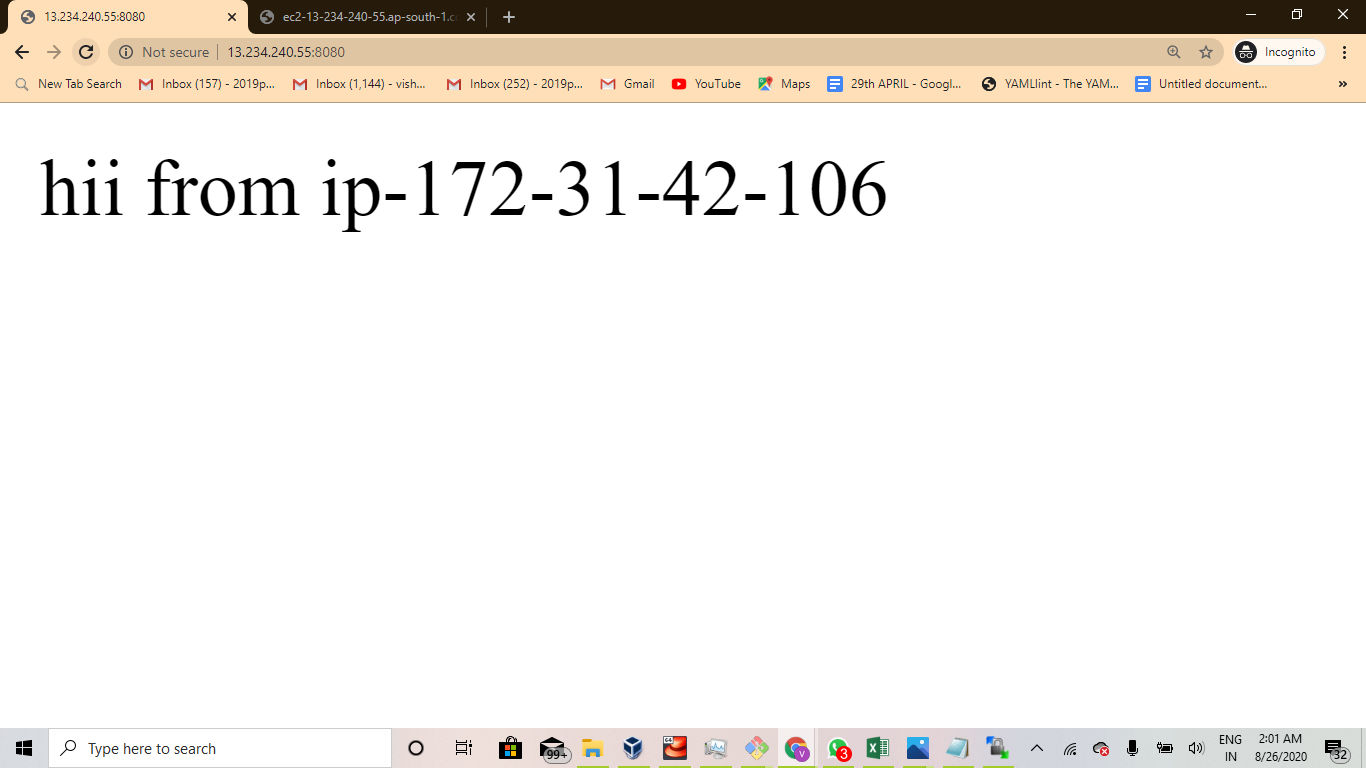 13.234.240.55:8080
ec2-13-234-240-55.ap-south-1.c
Not secure
13.234.240.55:8080
Incognito
New Tab Search
Inbox (157) - 2019p...
Inbox (1,144) - vish...
Inbox (252) - 2019p...
Gmail
YouTube
Maps
29th APRIL - Googl...
YAMLlint - The YAM...
Untitled document...
»
hii from ip-172-31-42-106
Type here to search
99+
64
V
3
ENG
IN
2:01 AM
8/26/2020
32